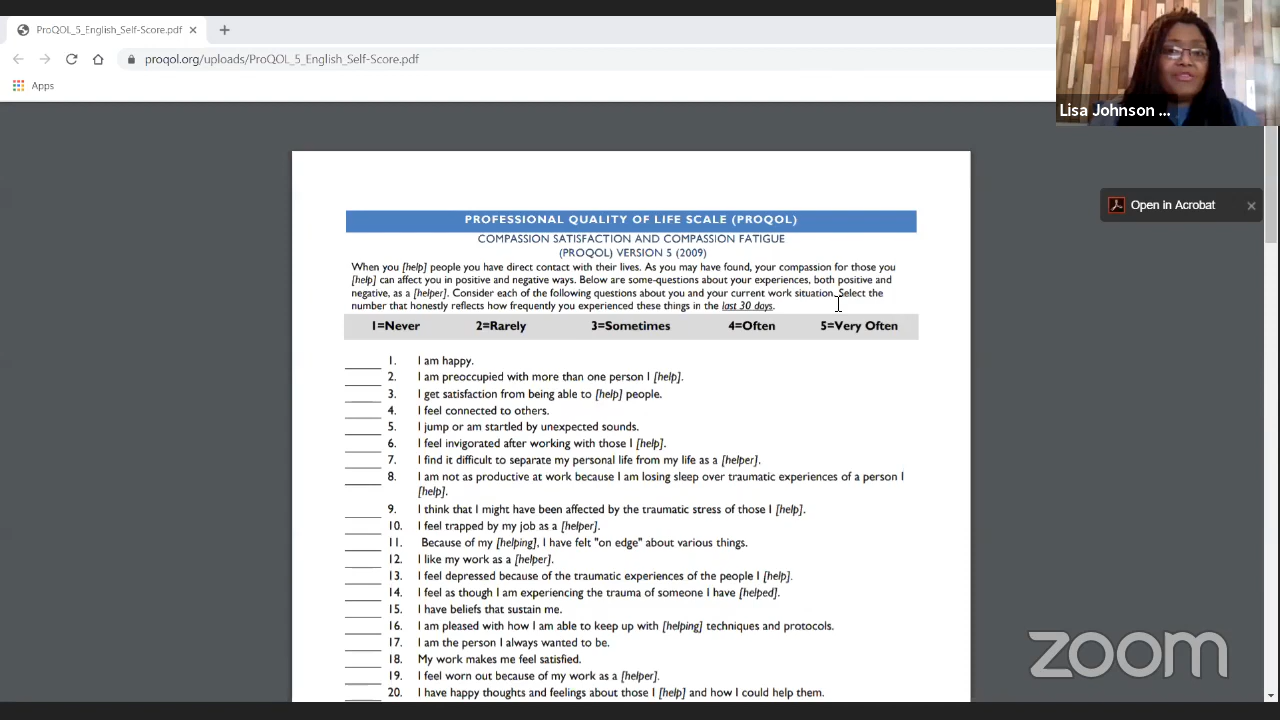 ProQOL_5_English_Self-Score.pdf
proqol.org/uploads/ProQOL_5_English_Self-Score.pdf
Apps
Lisa Johnson ...
Open in Acrobat
PROFESSIONAL QUALITY OF LIFE SCALE (PROQOL)
COMPASSION SATISFACTION AND COMPASSION FATIGUE
(PROQOL) VERSION 5 (2009)
When you [help] people you have direct contact with their lives. As you may have found, your compassion for those you
[help] can affect you in positive and negative ways. Below are some-questions about your experiences, both positive and
negative, as a [helper]. Consider each of the following questions about you and your current work situation. Select the
number that honestly reflects how frequently you experienced these things in the last 30 days.
1=Never 2=Rarely 3=Sometimes 4=Often 5=Very Often
1. I am happy.
2. I am preoccupied with more than one person I [help].
3. I get satisfaction from being able to [help] people.
4. I feel connected to others.
5. I jump or am startled by unexpected sounds.
6. I feel invigorated after working with those I [help].
7. I find it difficult to separate my personal life from my life as a [helper].
8. I am not as productive at work because I am losing sleep over traumatic experiences of a person I
[help].
9. I think that I might have been affected by the traumatic stress of those I [help].
10. I feel trapped by my job as a [helper].
11. Because of my [helping], I have felt "on edge" about various things.
12. I like my work as a [helper].
13. I feel depressed because of the traumatic experiences of the people I [help].
14. I feel as though I am experiencing the trauma of someone I have [helped].
15. I have beliefs that sustain me.
16. I am pleased with how I am able to keep up with [helping] techniques and protocols.
17. I am the person I always wanted to be.
18. My work makes me feel satisfied.
19. I feel worn out because of my work as a [helper].
20. I have happy thoughts and feelings about those I [help] and how I could help them.
zoom